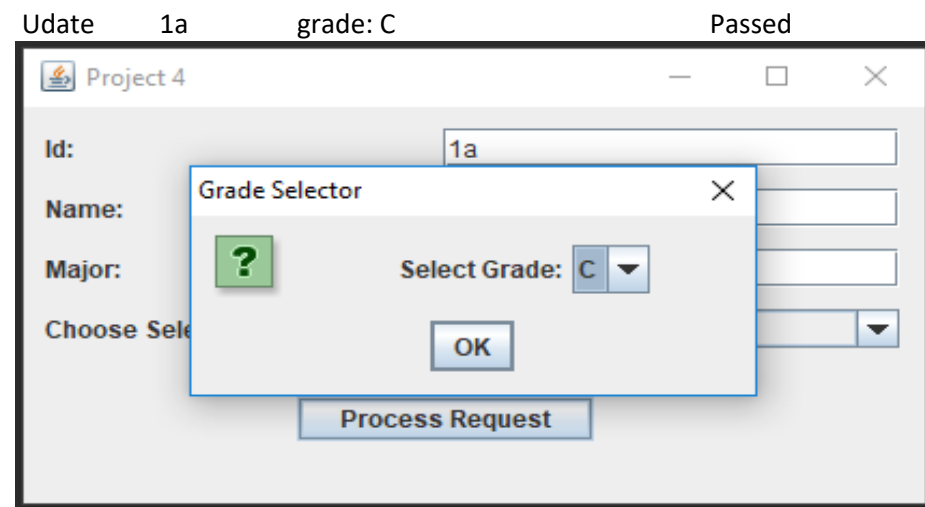 Udate 1a grade: C Passed
Project 4
Id: 1a
Grade Selector
Name:
? Select Grade: C
Major:
Choose Sele
OK
Process Request